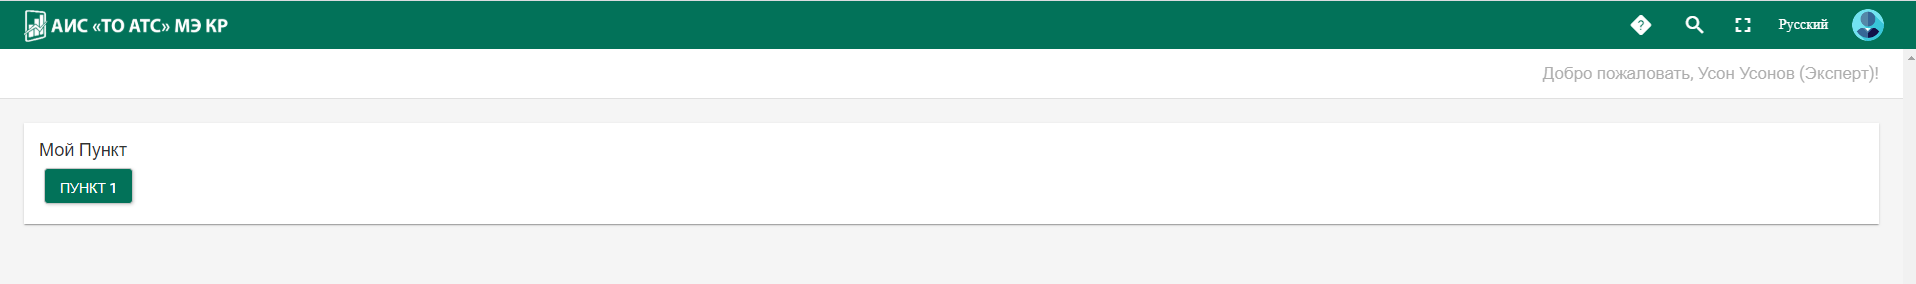 АИС «ТО АТС» МЭ КР
?
Русский
Добро пожаловать, Усон Усонов (Эксперт)!
Мой Пункт
ПУНКТ 1